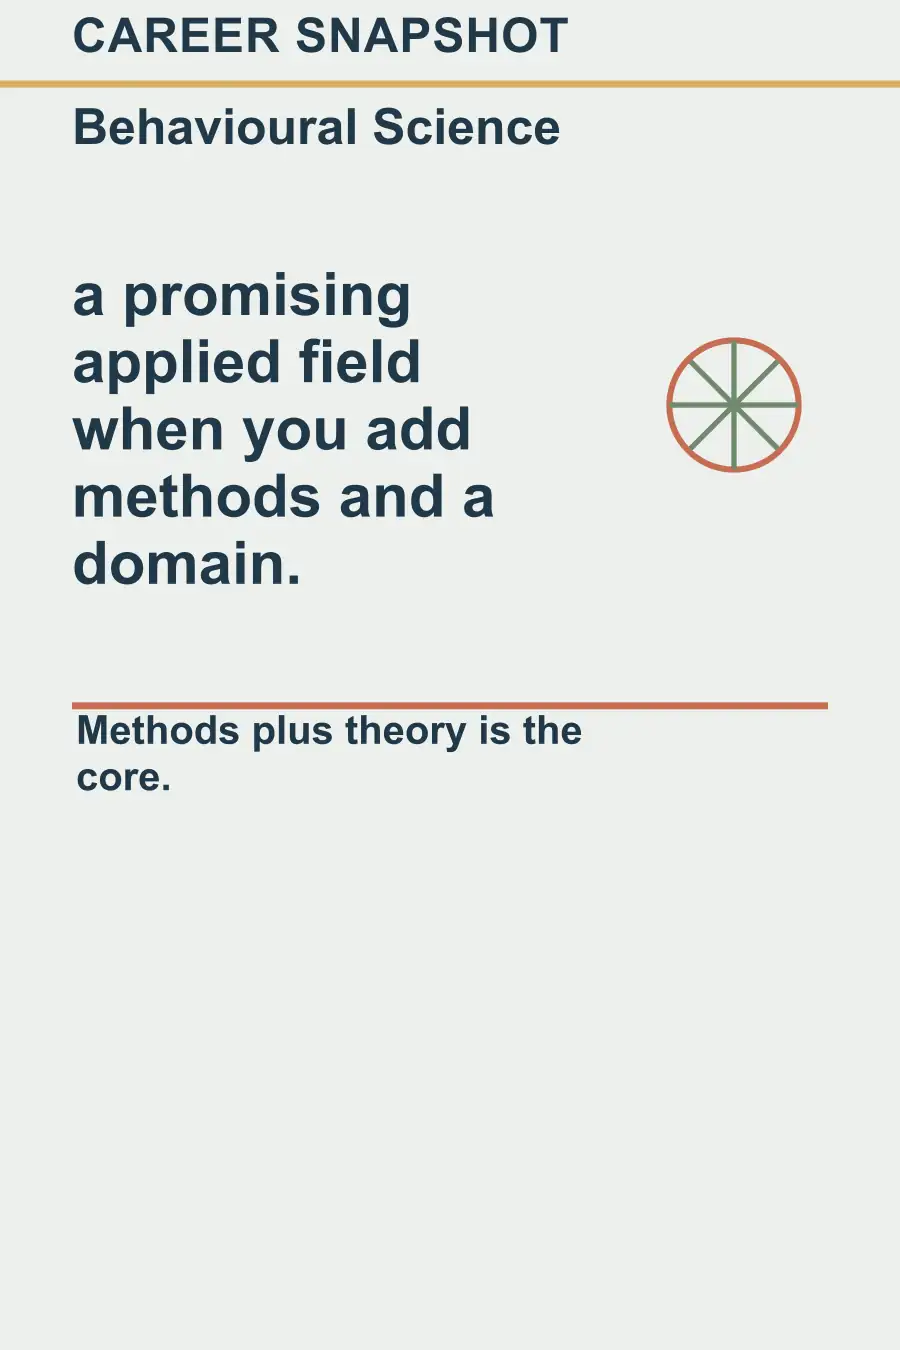 CAREER SNAPSHOT
Behavioural Science
a promising
applied field
when you add
methods and a
domain.
Methods plus theory is the
core.